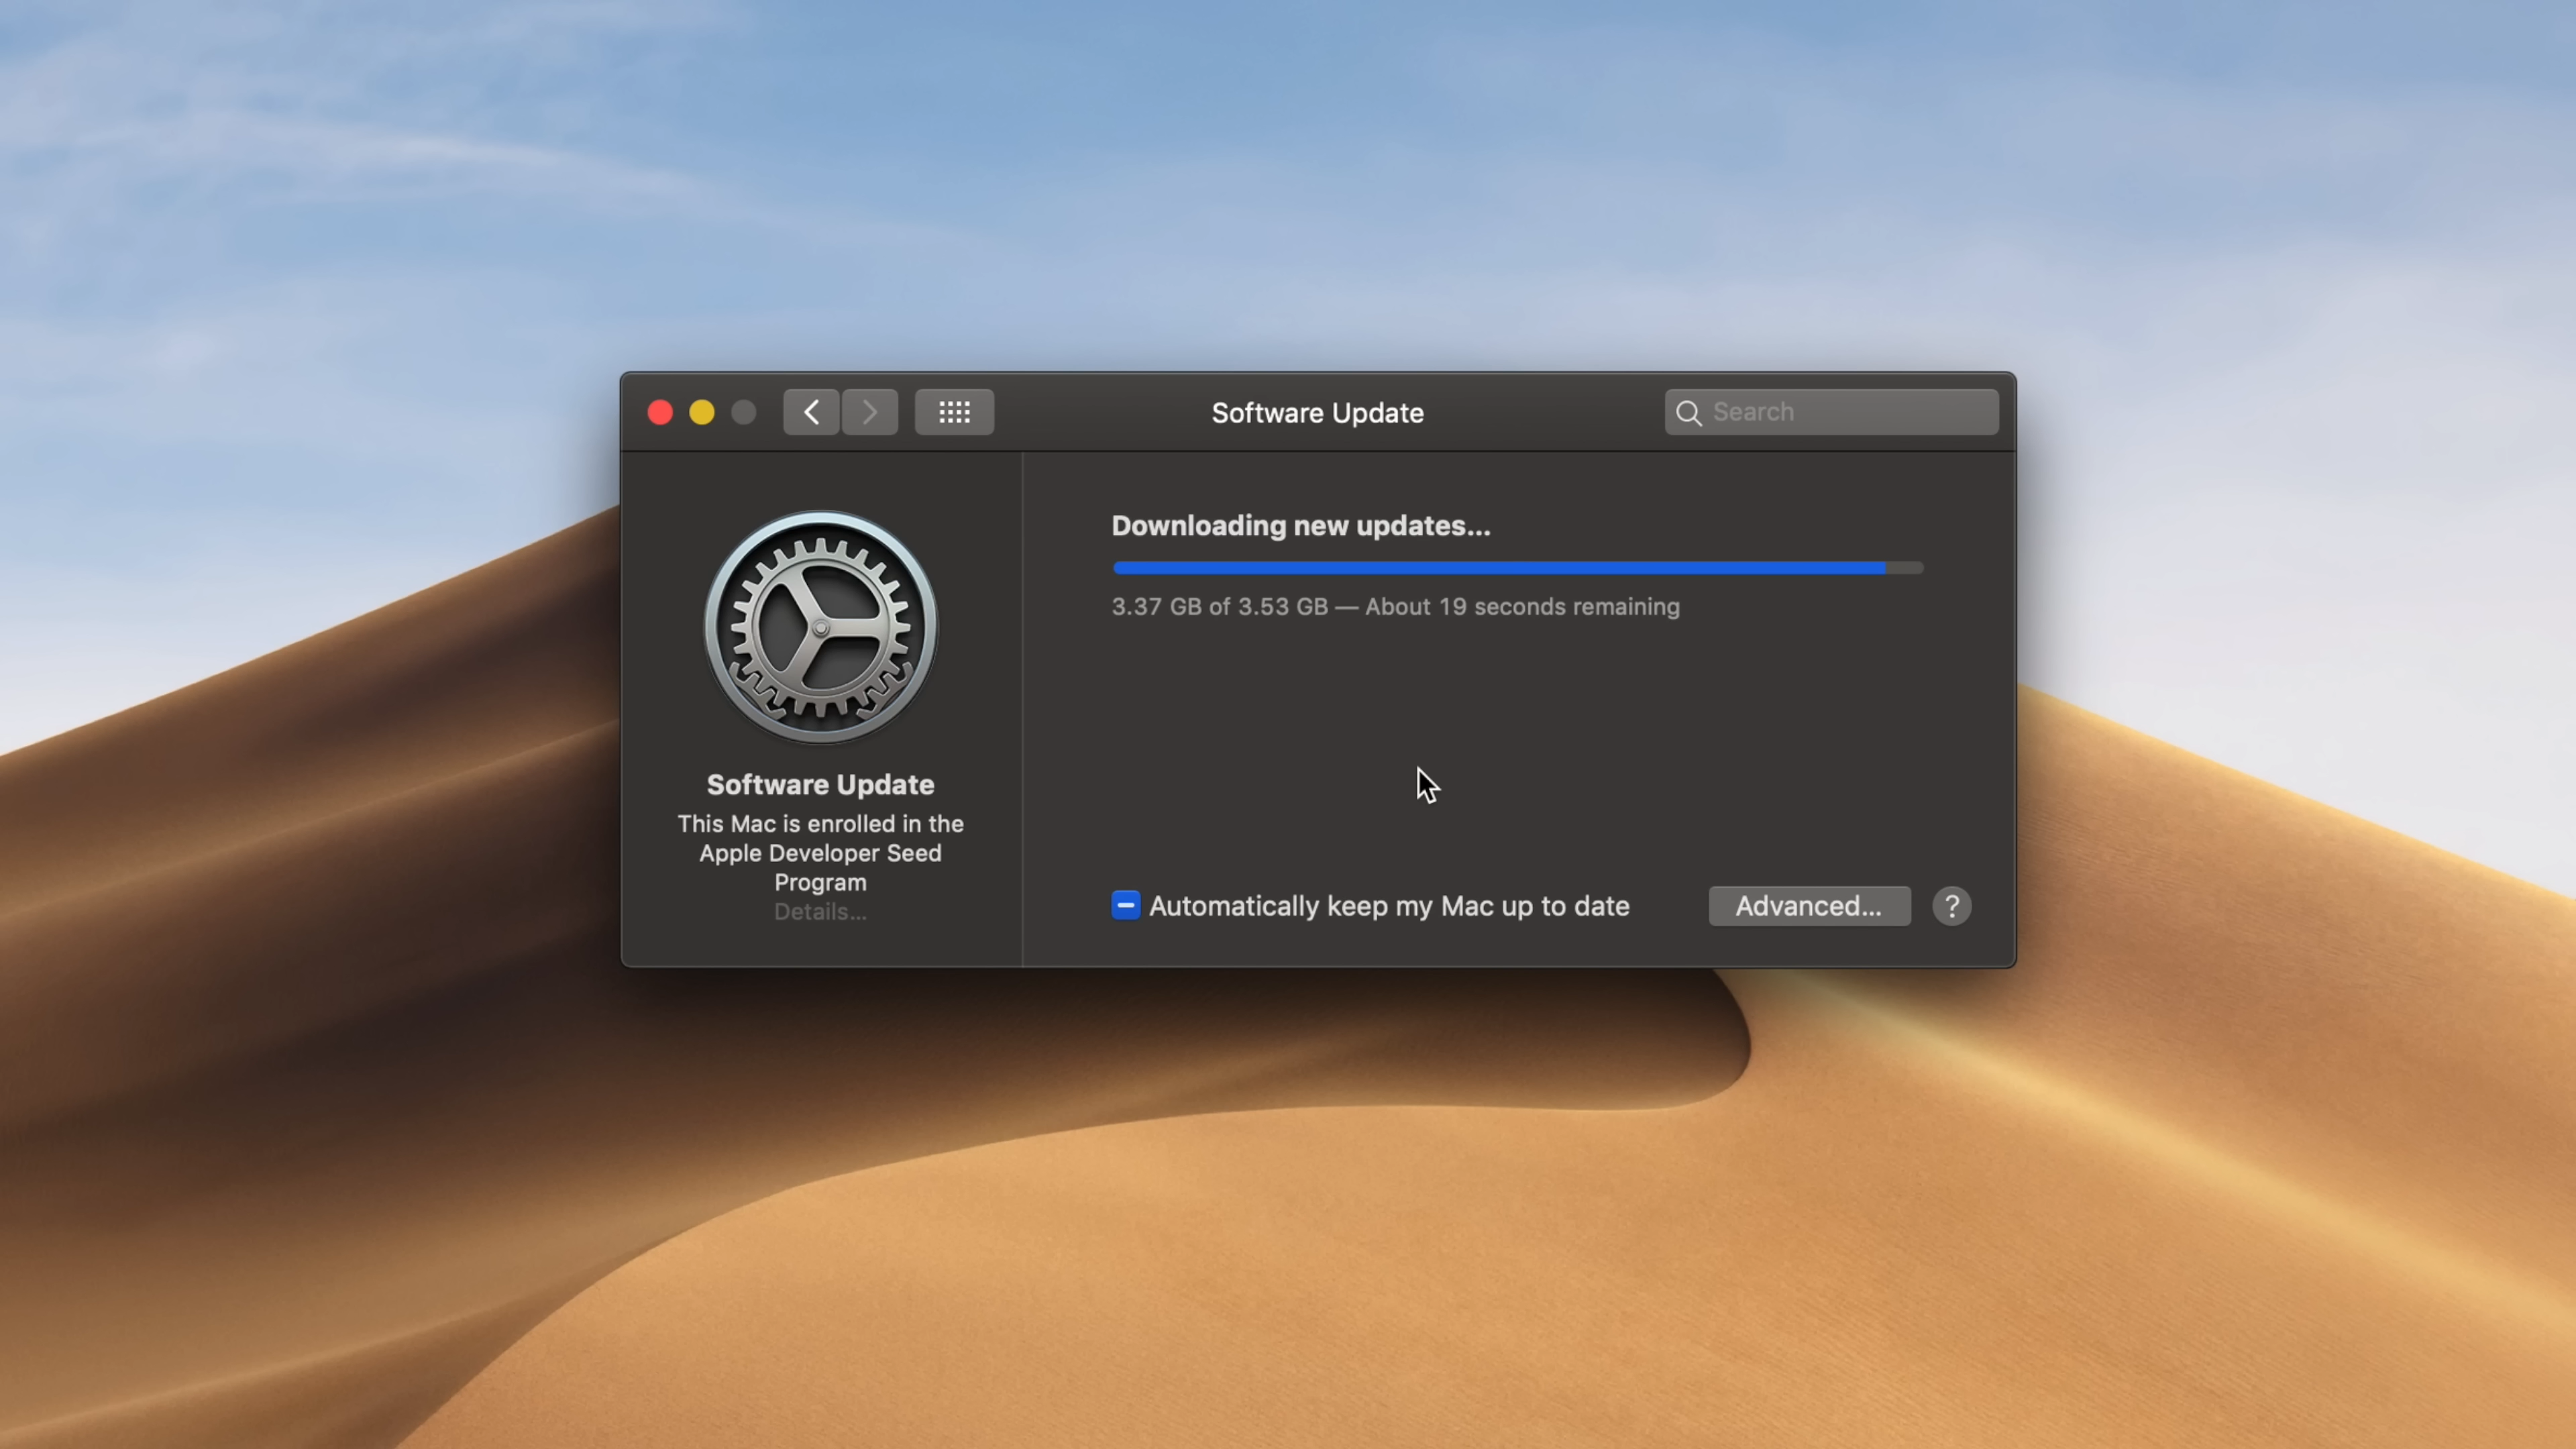 Software Update
Search
Downloading new updates...
3.37 GB of 3.53 GB — About 19 seconds remaining
Software Update
This Mac is enrolled in the
Apple Developer Seed
Program
Details...
Automatically keep my Mac up to date
Advanced...
?